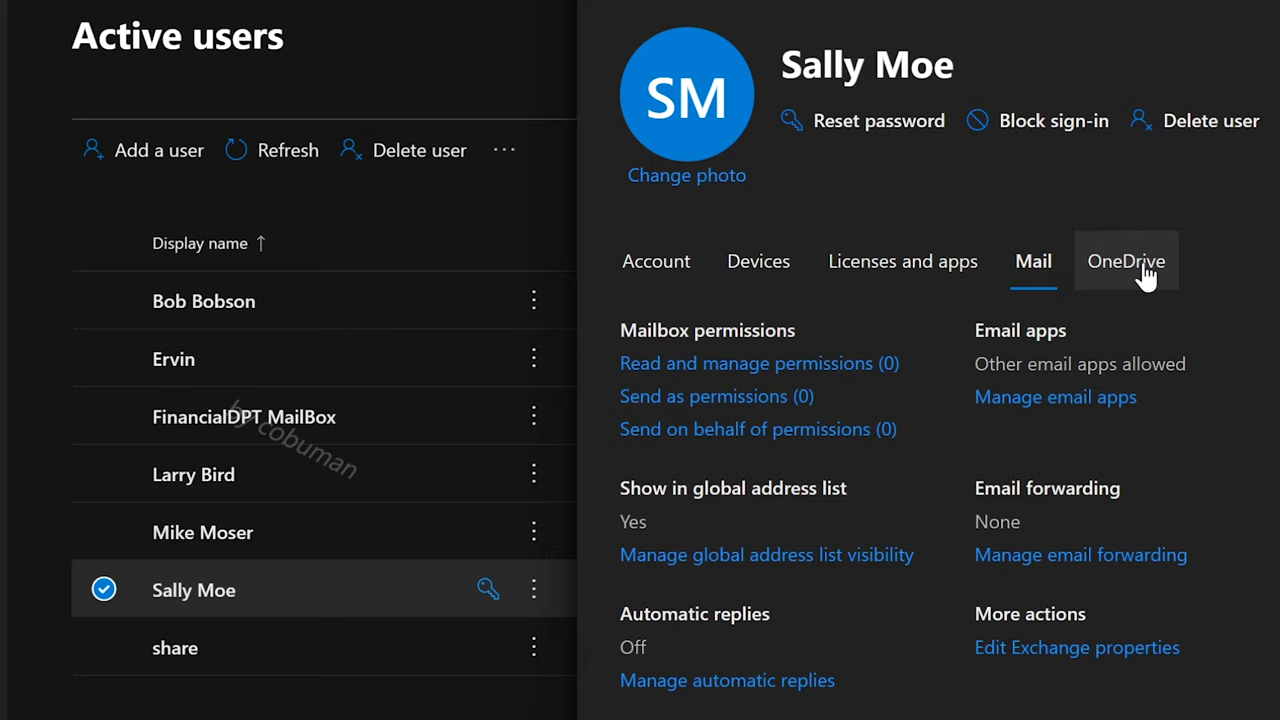 Active users
Add a user
Refresh
Delete user
Display name ↑
Bob Bobson
Ervin
FinancialDPT MailBox
by cobuman
Larry Bird
Mike Moser
Sally Moe
share
SM
Change photo
Sally Moe
Reset password
Block sign-in
Delete user
Account
Devices
Licenses and apps
Mail
OneDrive
Mailbox permissions
Read and manage permissions (0)
Send as permissions (0)
Send on behalf of permissions (0)
Email apps
Other email apps allowed
Manage email apps
Show in global address list
Yes
Manage global address list visibility
Email forwarding
None
Manage email forwarding
Automatic replies
Off
Manage automatic replies
More actions
Edit Exchange properties